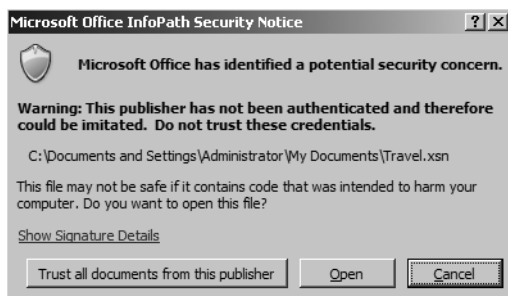 Microsoft Office InfoPath Security Notice
Microsoft Office has identified a potential security concern.
Warning: This publisher has not been authenticated and therefore
could be imitated. Do not trust these credentials.
C:\Documents and Settings\Administrator\My Documents\Travel.xsn
This file may not be safe if it contains code that was intended to harm your
computer. Do you want to open this file?
Show Signature Details
Trust all documents from this publisher Open Cancel